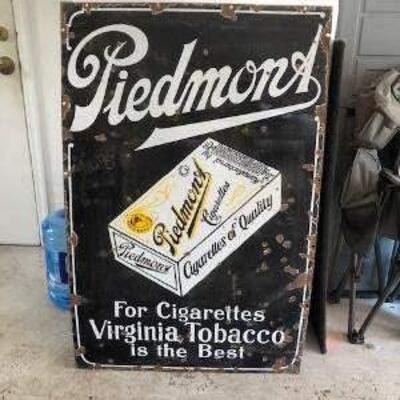 Piedmont
Piedmont
Cigarettes
Piedmont
Cigarettes of Quality
For Cigarettes
Virginia Tobacco
is the Best